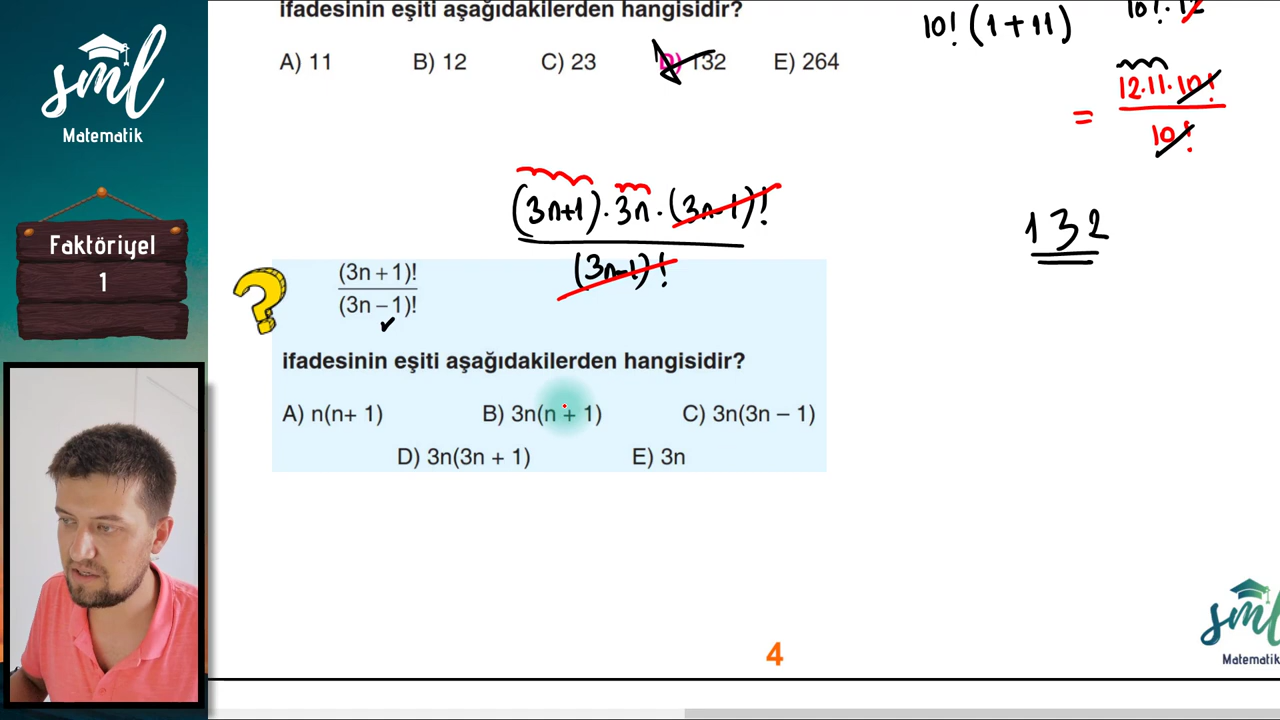 ifadesinin eşiti aşağıdakilerden hangisidir?
A) 11 B) 12 C) 23 D) 132 E) 264
10! (1+11)
10! · 12
= 12·11·10!
10!
132
sml
Matematik
Faktöriyel
1
(3n+1)·3n·(3n-1)!
(3n-1)!
(3n + 1)!
(3n − 1)!
ifadesinin eşiti aşağıdakilerden hangisidir?
A) n(n+ 1) B) 3n(n + 1) C) 3n(3n − 1)
D) 3n(3n + 1) E) 3n
4
sml
Matematik